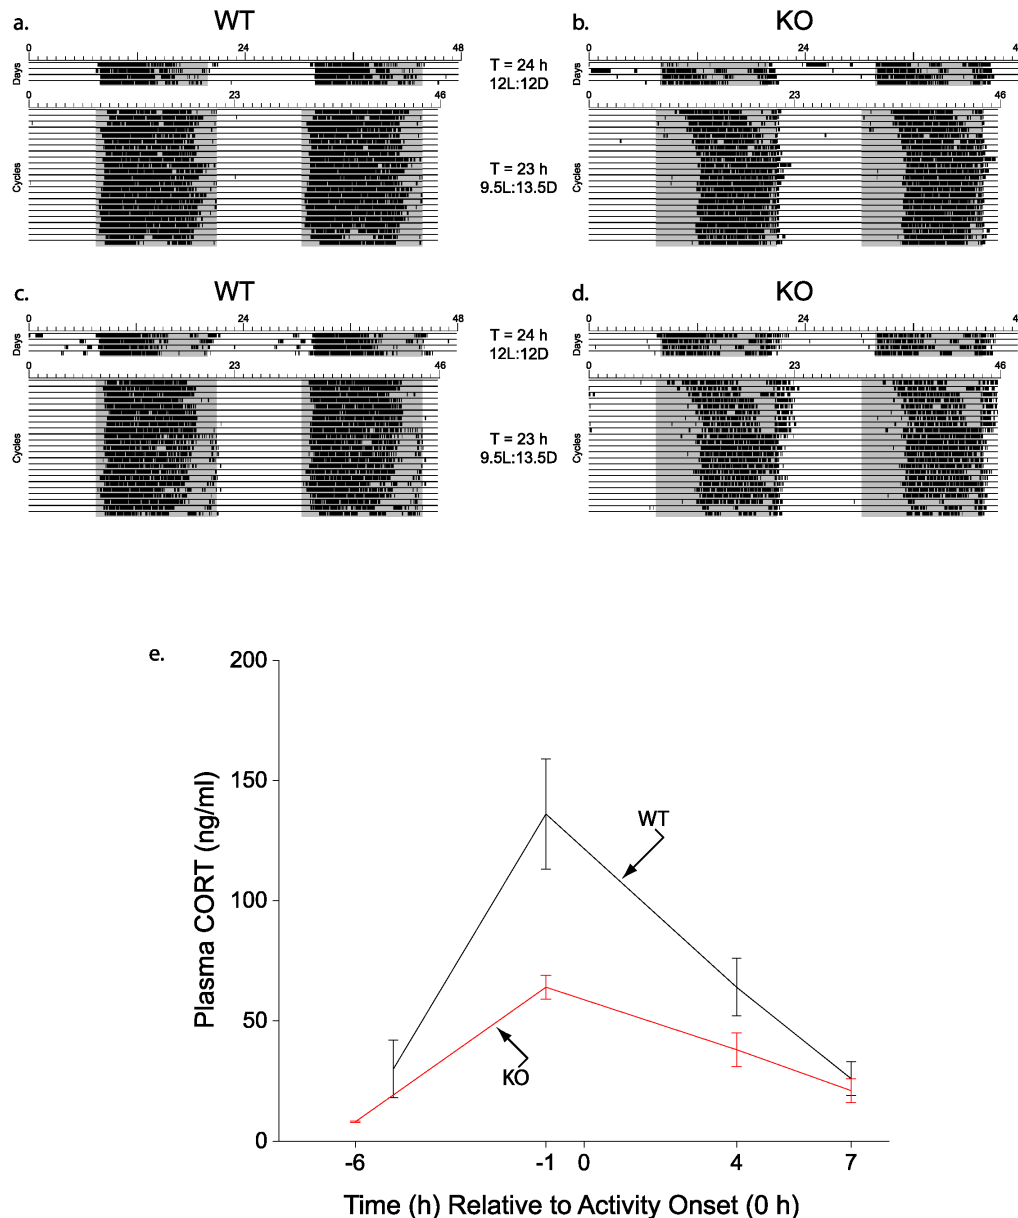 a. WT b. KO
0 24 48 T = 24 h 0 24 4
Days 12L:12D Days
0 23 46 0 23 46
Cycles T = 23 h Cycles
9.5L:13.5D
c. WT d. KO
0 24 48 T = 24 h 0 24 4
Days 12L:12D Days
0 23 46 0 23 46
Cycles T = 23 h Cycles
9.5L:13.5D
e.
200
150
100
50
0
Plasma CORT (ng/ml)
WT
KO
-6 -1 0 4 7
Time (h) Relative to Activity Onset (0 h)